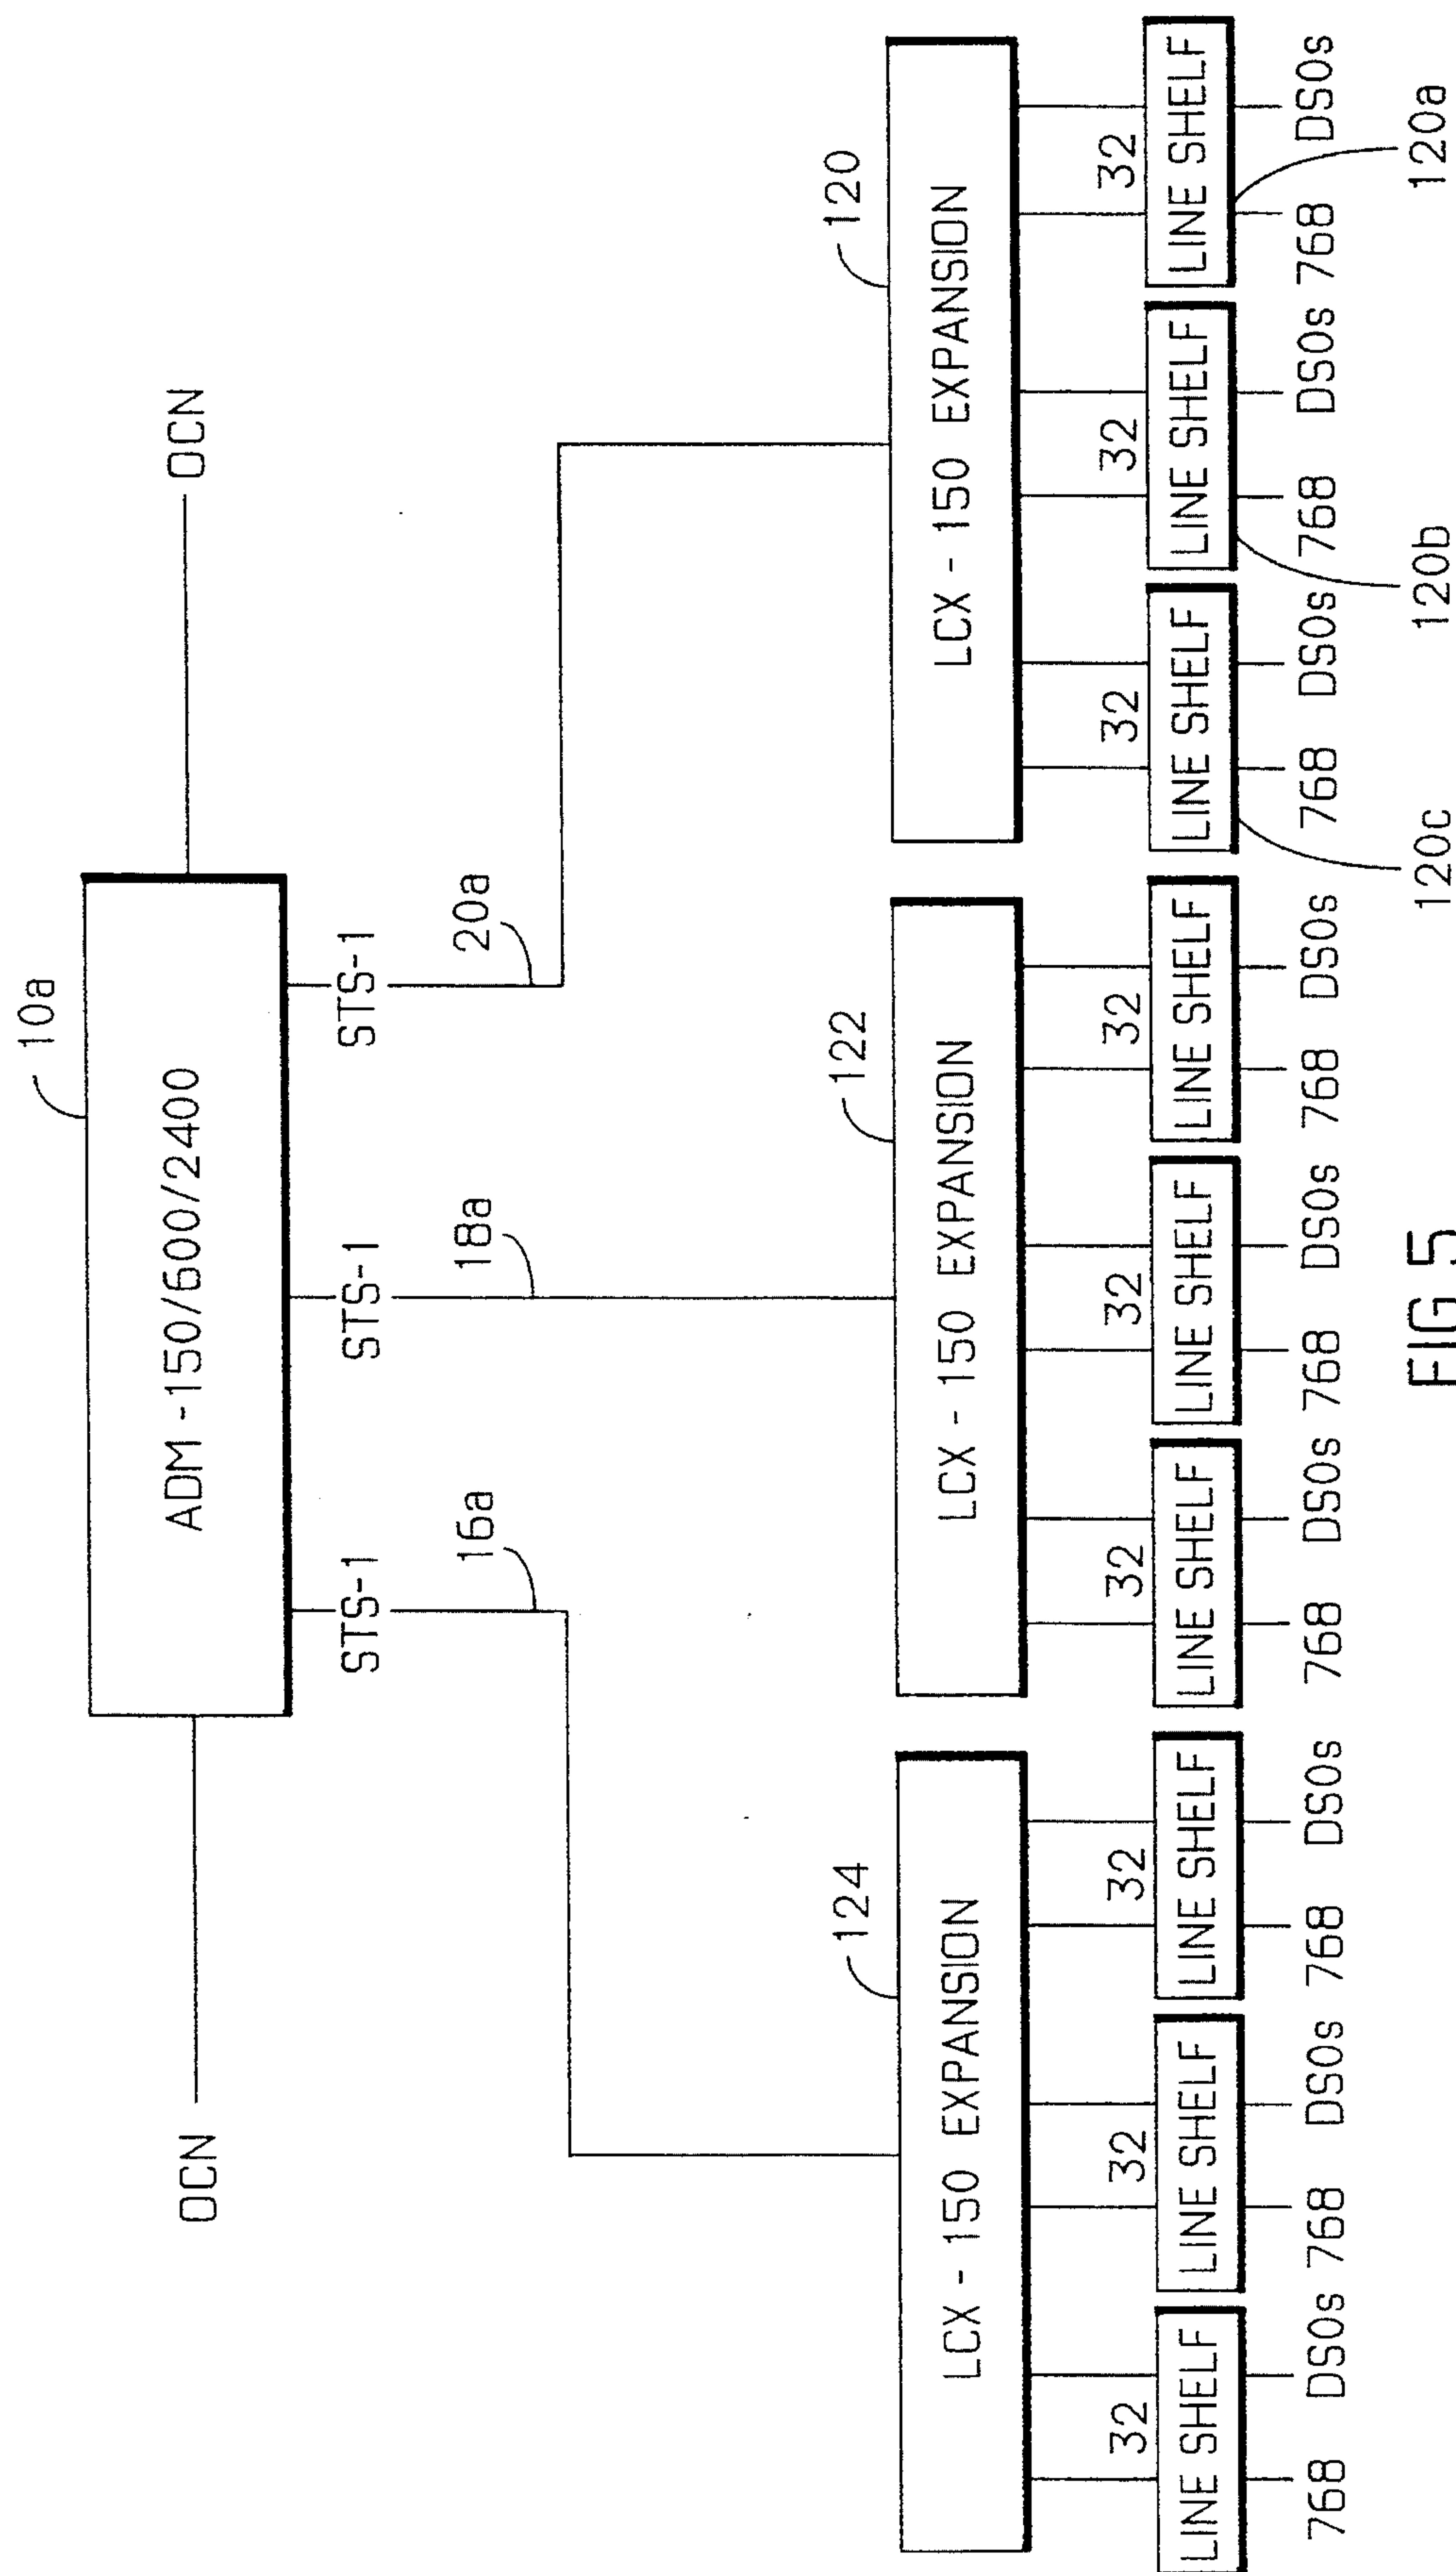 10a
OCN
ADM-150/600/2400
OCN
STS-1
STS-1
STS-1
16a
18a
20a
124
122
120
LCX - 150 EXPANSION
LCX - 150 EXPANSION
LCX - 150 EXPANSION
32
32
32
32
32
32
32
32
32
LINE SHELF
LINE SHELF
LINE SHELF
LINE SHELF
LINE SHELF
LINE SHELF
LINE SHELF
LINE SHELF
LINE SHELF
768 DS0s
768 DS0s
768 DS0s
768 DS0s
768 DS0s
768 DS0s
768 DS0s
768 DS0s
768 DS0s
120c
120b
120a
FIG 5